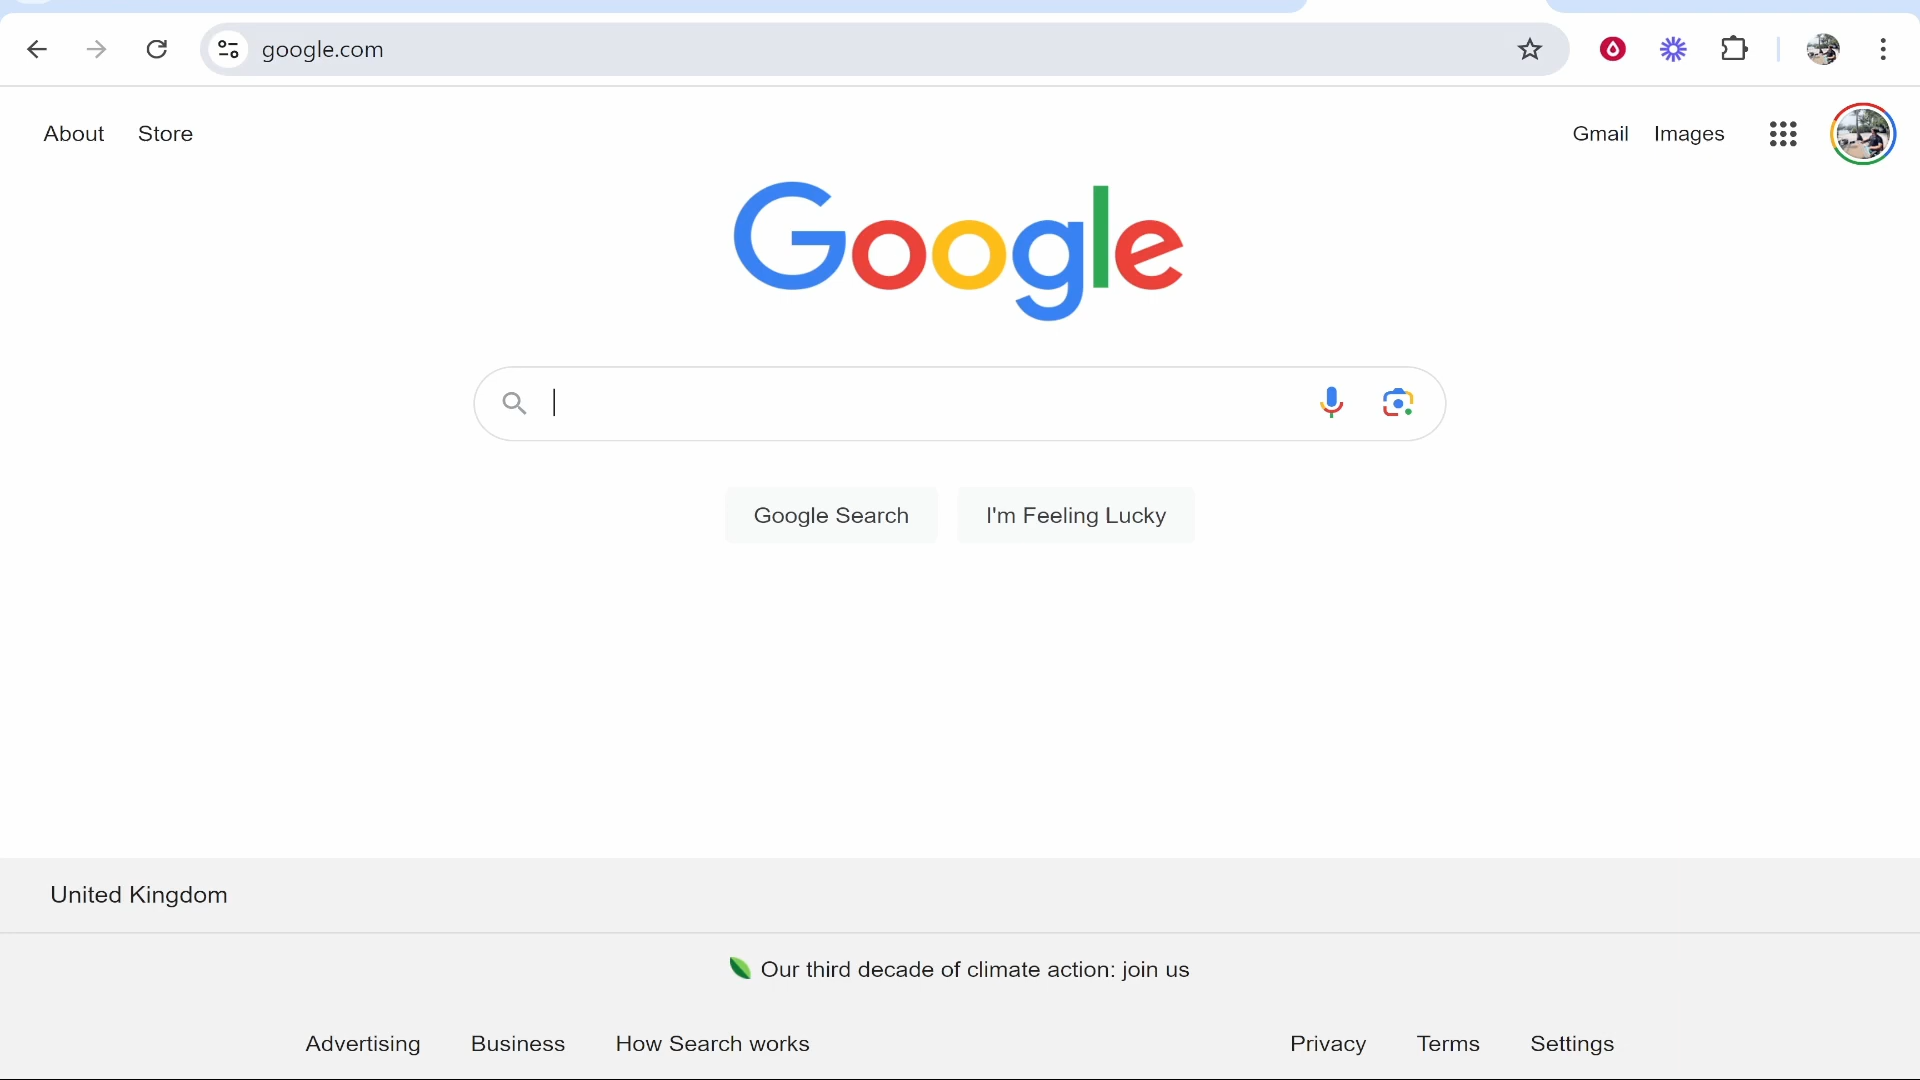 google.com
About Store Gmail Images
Google
Google Search I'm Feeling Lucky
United Kingdom
Our third decade of climate action: join us
Advertising Business How Search works Privacy Terms Settings